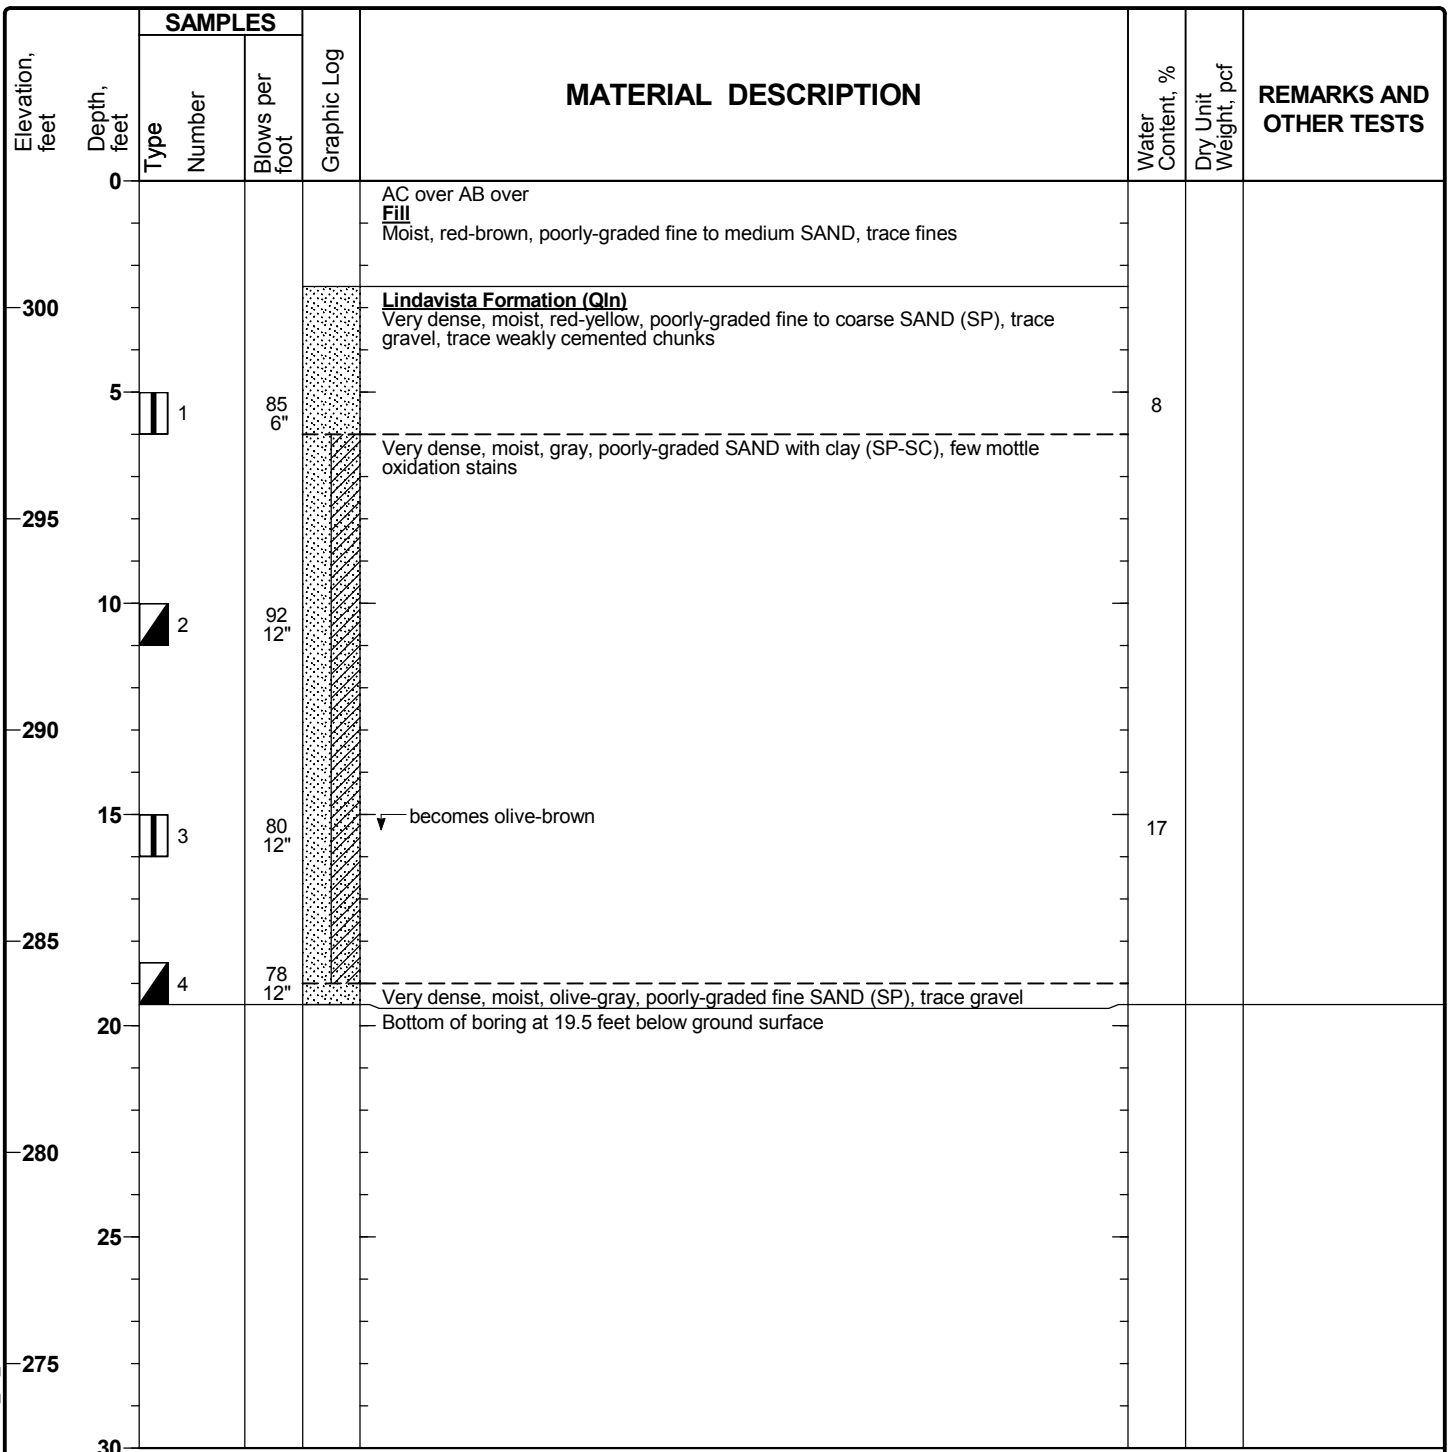 SAMPLES
Elevation,
feet
Depth,
feet
Type
Number
Blows per
foot
Graphic Log
MATERIAL DESCRIPTION
Water
Content, %
Dry Unit
Weight, pcf
REMARKS AND
OTHER TESTS
0
AC over AB over
Fill
Moist, red-brown, poorly-graded fine to medium SAND, trace fines
300
Lindavista Formation (Qln)
Very dense, moist, red-yellow, poorly-graded fine to coarse SAND (SP), trace
gravel, trace weakly cemented chunks
5
1
85
6"
8
Very dense, moist, gray, poorly-graded SAND with clay (SP-SC), few mottle
oxidation stains
295
10
2
92
12"
290
15
3
80
12"
becomes olive-brown
17
285
4
78
12"
Very dense, moist, olive-gray, poorly-graded fine SAND (SP), trace gravel
20
Bottom of boring at 19.5 feet below ground surface
280
25
275
30